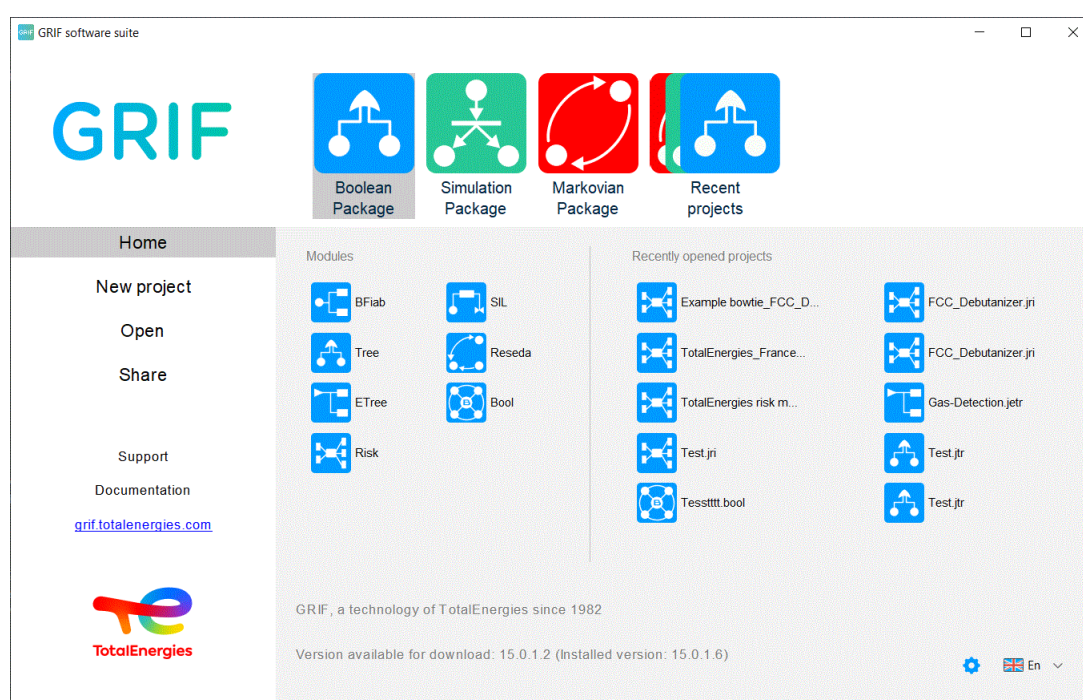 GRIF software suite
GRIF
Boolean
Package
Simulation
Package
Markovian
Package
Recent
projects
Home
New project
Open
Share
Support
Documentation
grif.totalenergies.com
TotalEnergies
Modules
BFiab
SIL
Tree
Reseda
ETree
B
Bool
Risk
Recently opened projects
Example bowtie_FCC_D...
FCC_Debutanizer.jri
TotalEnergies_France...
FCC_Debutanizer.jri
TotalEnergies risk m...
Gas-Detection.jetr
Test.jri
Test.jtr
B
Tesstttt.bool
Test.jtr
GRIF, a technology of TotalEnergies since 1982
Version available for download: 15.0.1.2 (Installed version: 15.0.1.6)
En